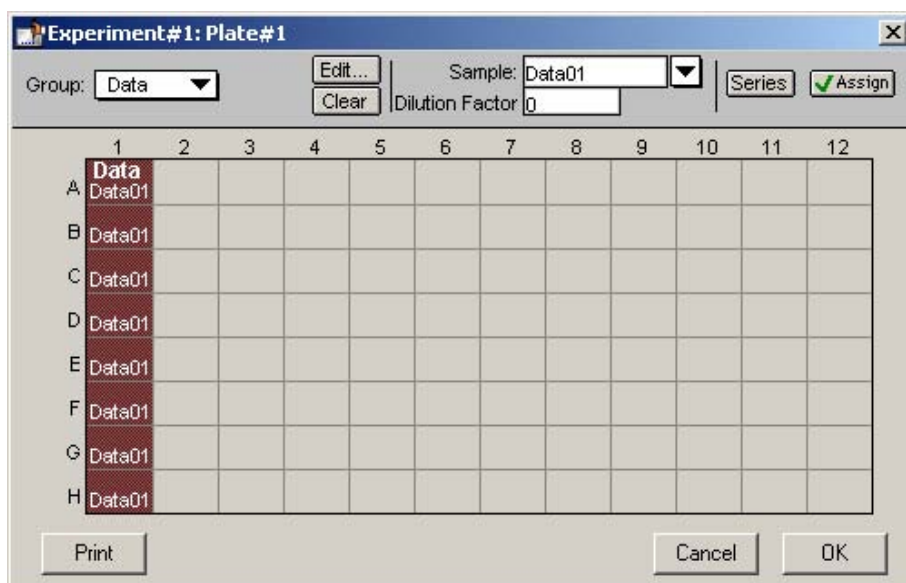 Experiment#1: Plate#1
Group: Data Edit... Sample: Data01 Series Assign
Clear Dilution Factor 0
1 2 3 4 5 6 7 8 9 10 11 12
Data
A Data01
B Data01
C Data01
D Data01
E Data01
F Data01
G Data01
H Data01
Print Cancel OK